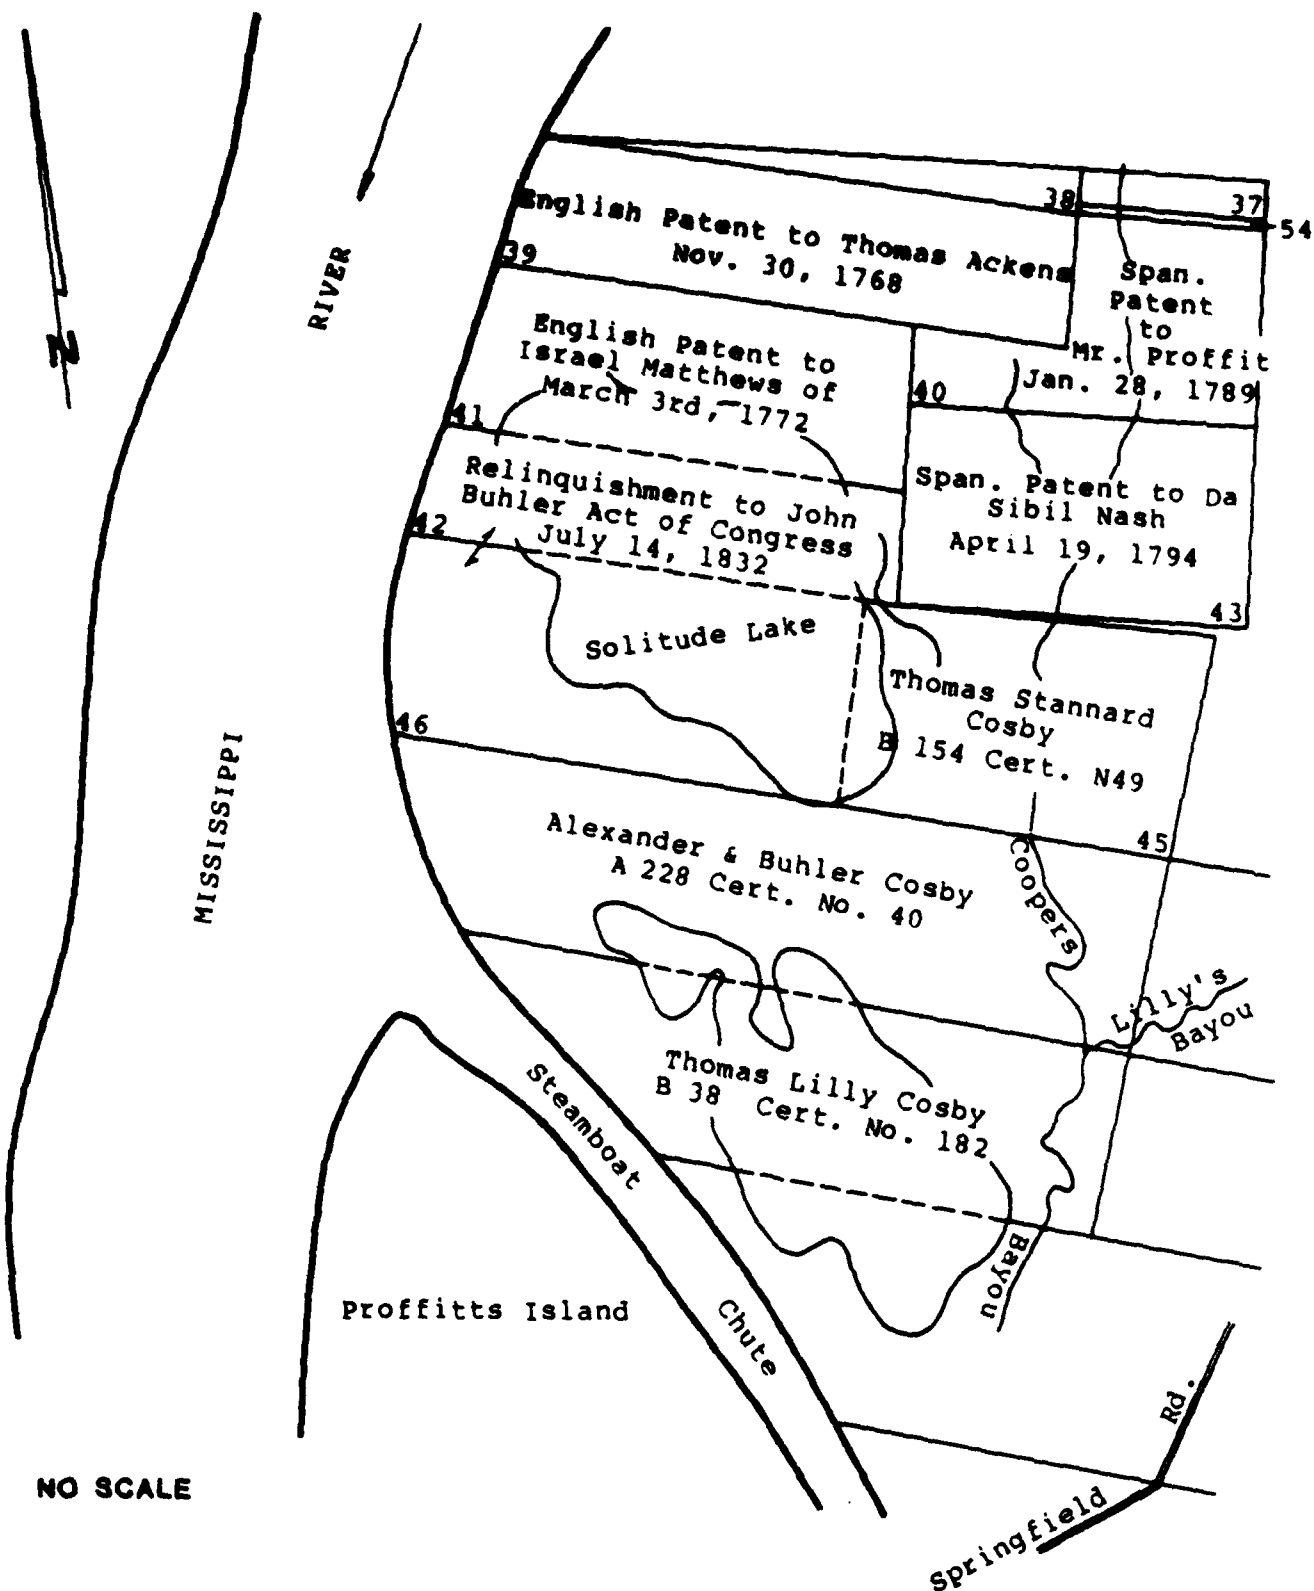 38
37
54
English Patent to Thomas Ackens
Nov. 30, 1768
39
Span.
Patent
to
Mr. Proffit
Jan. 28, 1789
RIVER
N
English Patent to
Israel Matthews of
March 3rd, 1772
40
41
Relinquishment to John
Buhler Act of Congress
July 14, 1832
Span. Patent to Da
Sibil Nash
April 19, 1794
42
43
Solitude Lake
Thomas Stannard
Cosby
B 154 Cert. N49
46
45
MISSISSIPPI
Alexander & Buhler Cosby
A 228 Cert. No. 40
Coopers
Lilly's
Bayou
Thomas Lilly Cosby
B 38 Cert. No. 182
Steamboat
Chute
Bayou
Proffitts Island
Rd.
NO SCALE
Springfield